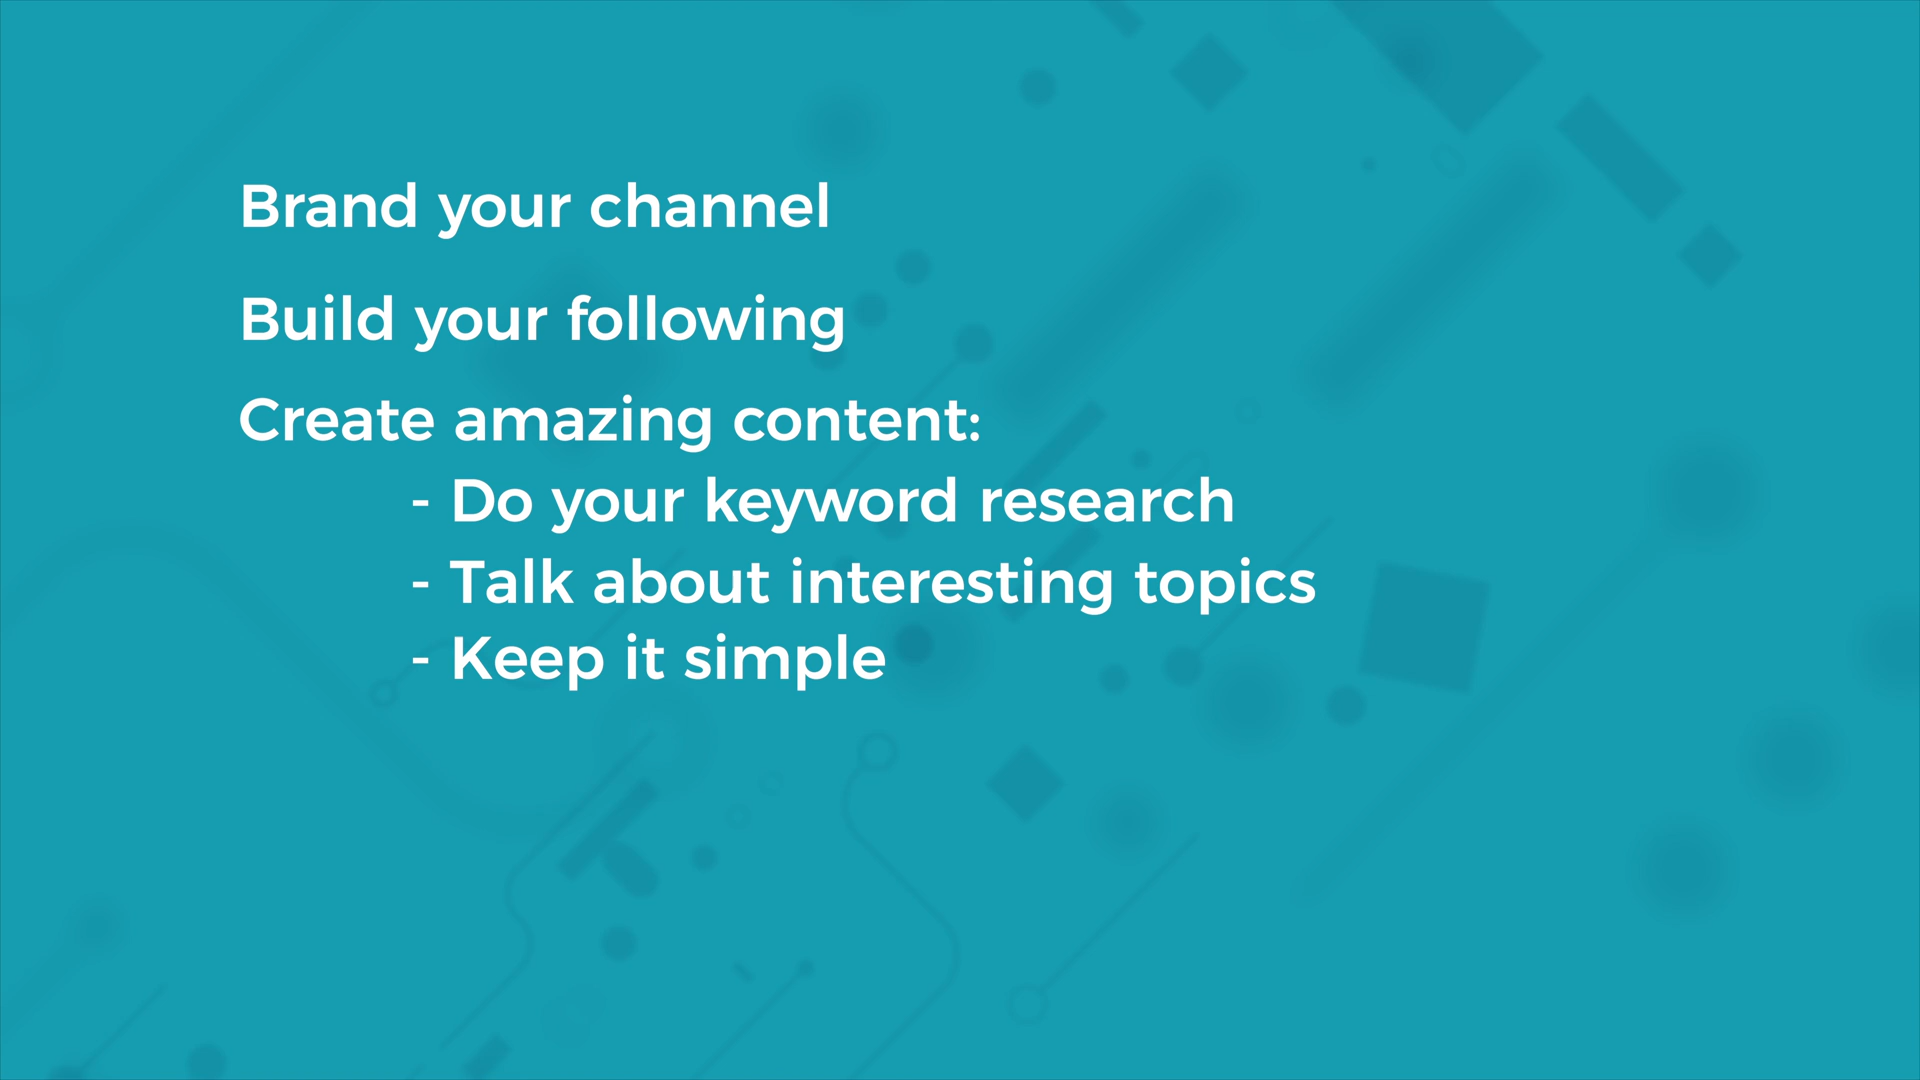 Brand your channel
Build your following
Create amazing content:
- Do your keyword research
- Talk about interesting topics
- Keep it simple